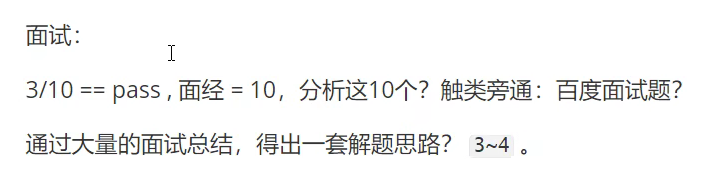 面试：
3/10 == pass , 面经 = 10，分析这10个？触类旁通：百度面试题？
通过大量的面试总结，得出一套解题思路？ 3~4 。